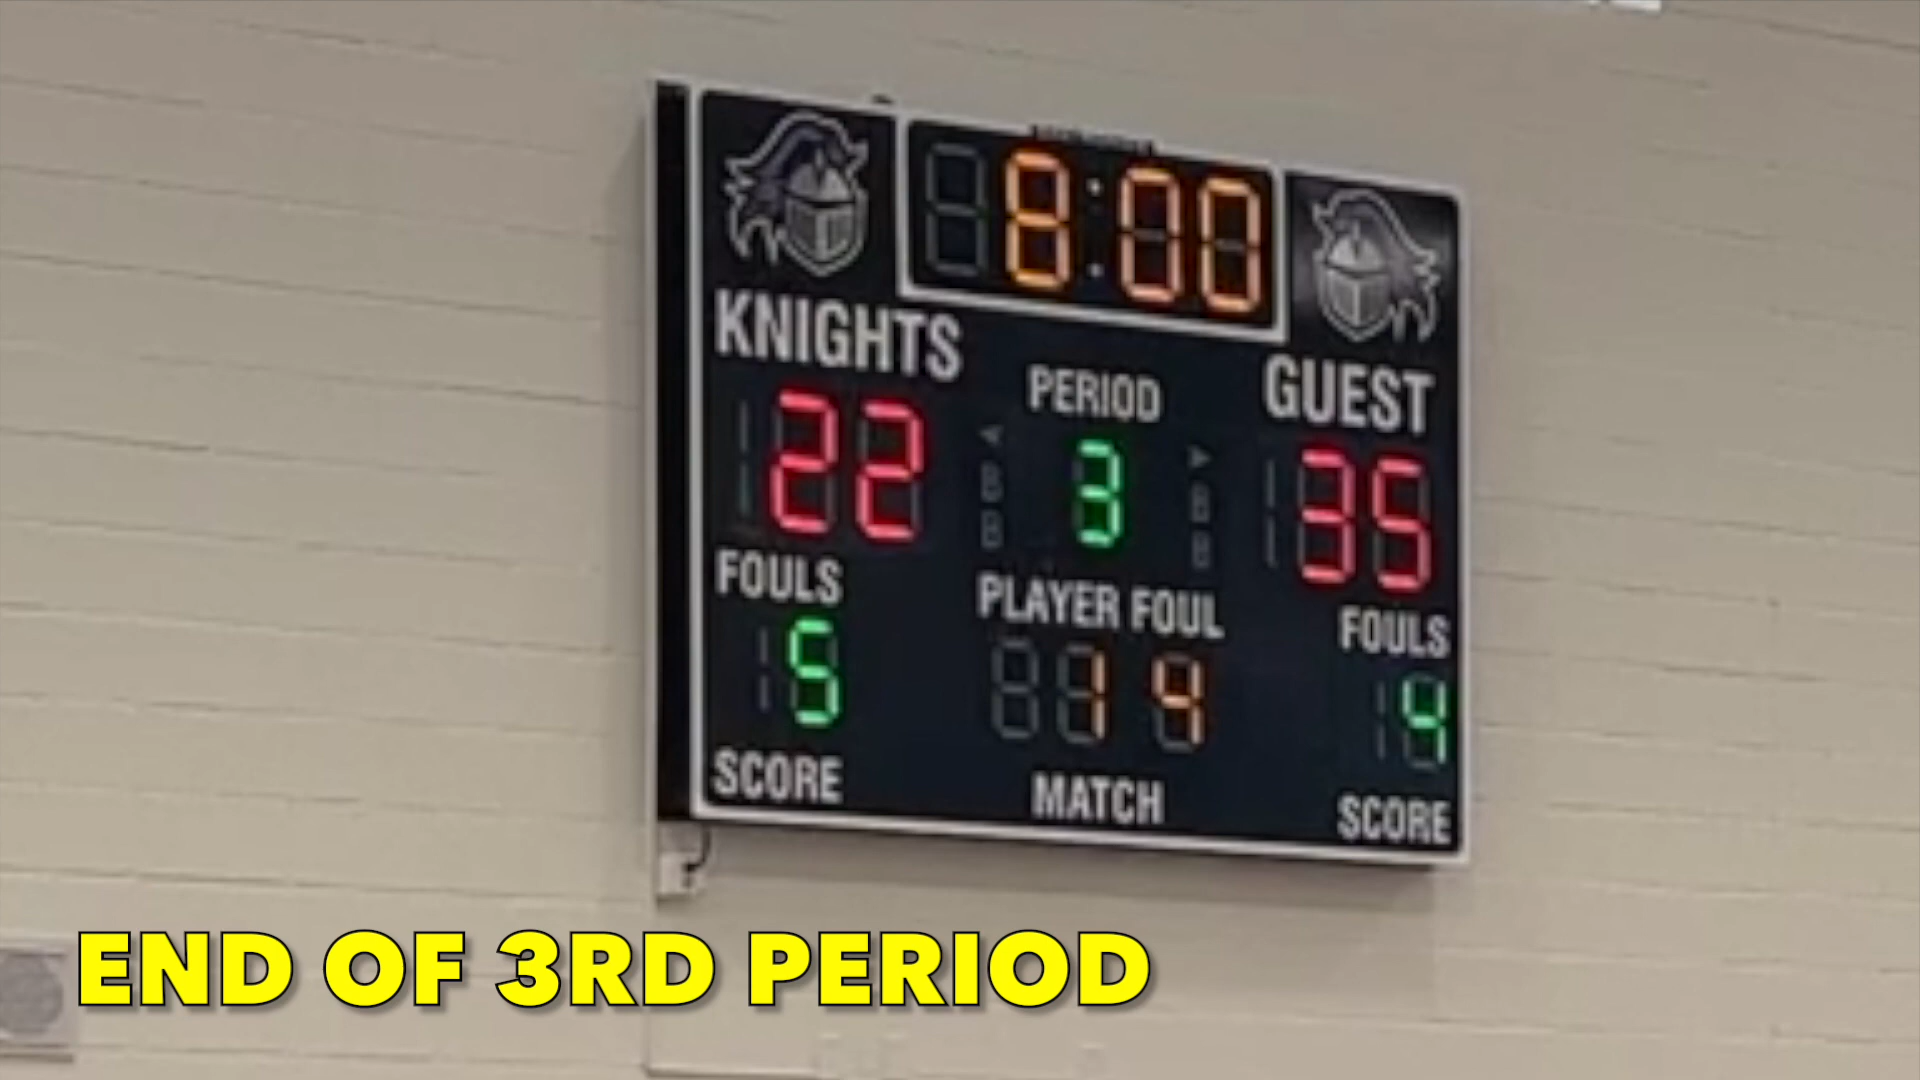 8:00
KNIGHTS
PERIOD
GUEST
22
3
35
FOULS
PLAYER FOUL
FOULS
5
1 4
4
SCORE
MATCH
SCORE
END OF 3RD PERIOD